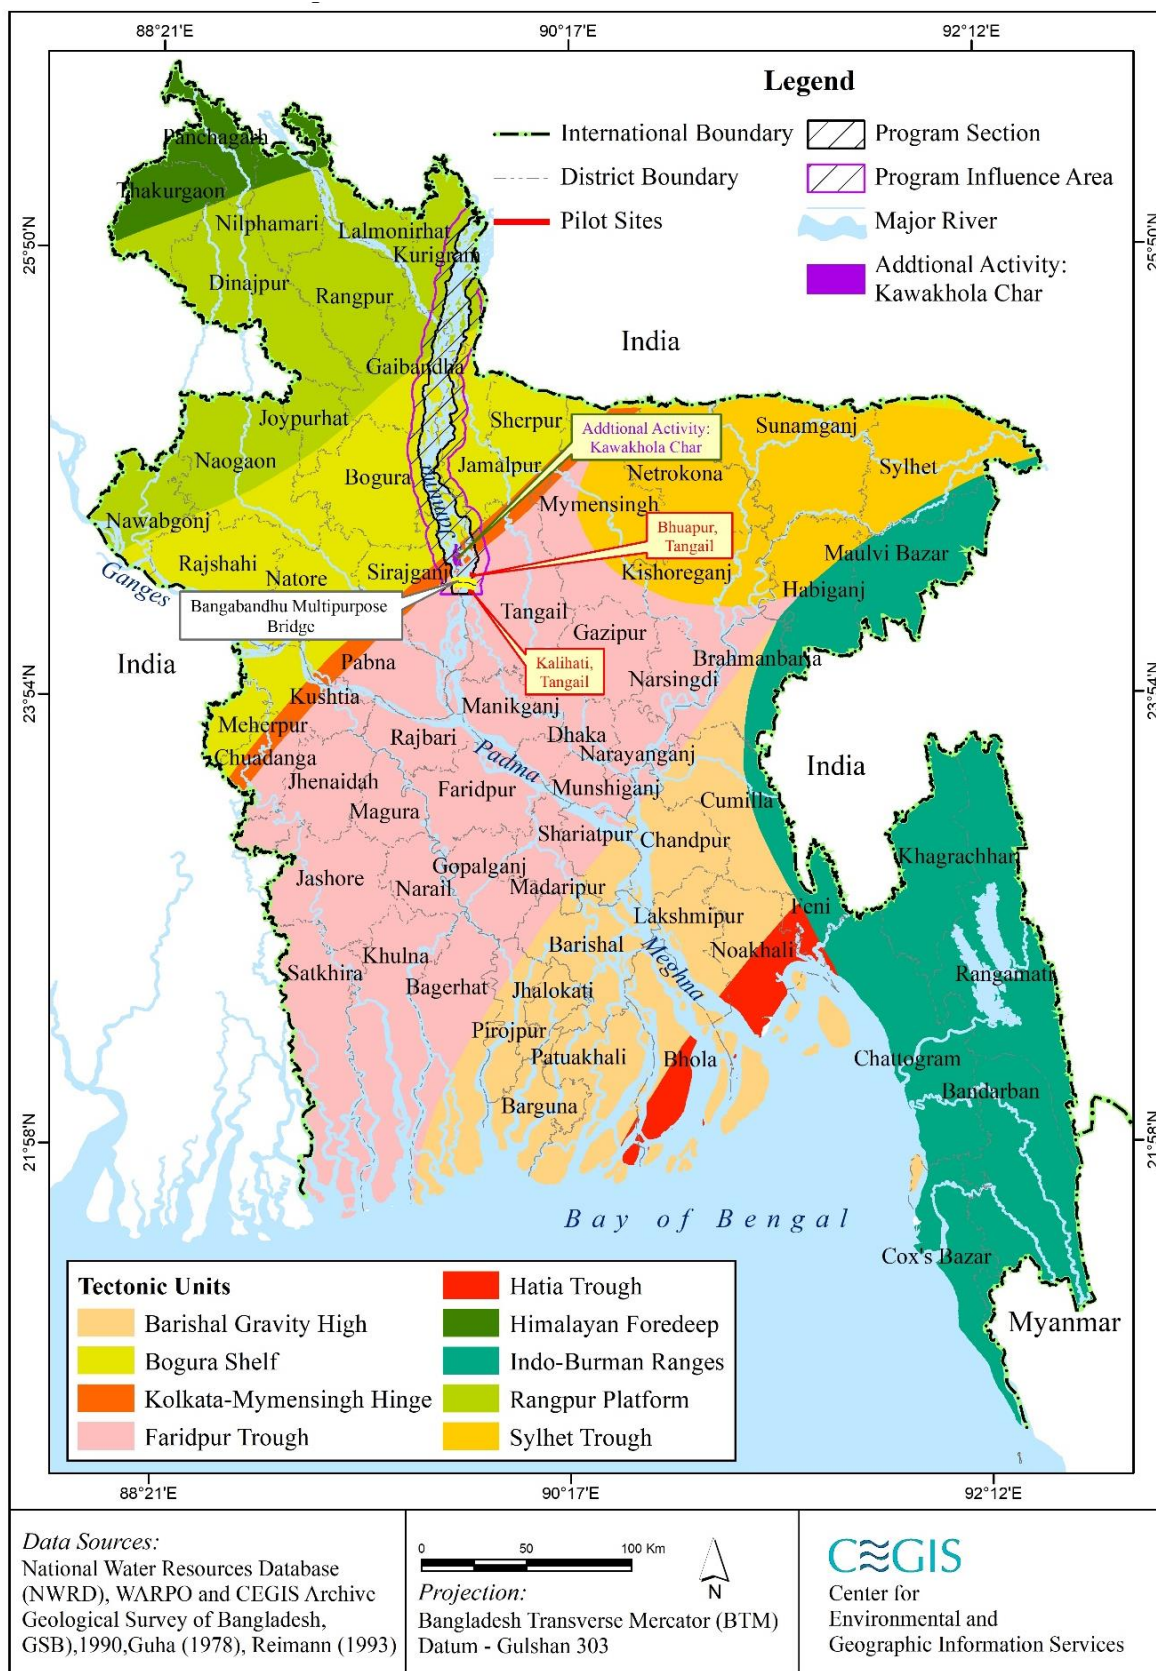 88°21'E
90°17'E
92°12'E
Legend
International Boundary
District Boundary
Pilot Sites
Program Section
Program Influence Area
Major River
Addtional Activity:
Kawakhola Char
25°50'N
25°50'N
23°54'N
23°54'N
21°58'N
21°58'N
Panchagarh
Thakurgaon
Nilphamari
Lalmonirhat
Kurigram
Dinajpur
Rangpur
India
Gaibandha
Joypurhat
Sherpur
Addtional Activity:
Kawakhola Char
Sunamganj
Sylhet
Naogaon
Bogura
Jamuna
Jamalpur
Netrokona
Mymensingh
Nawabgonj
Bhuapur,
Tangail
Maulvi Bazar
Rajshahi
Natore
Sirajganj
Kishoreganj
Habiganj
Ganges
Bangabandhu Multipurpose
Bridge
Tangail
Gazipur
India
Pabna
Kalihati,
Tangail
Brahmanbaria
Narsingdi
Kushtia
Manikganj
Meherpur
Rajbari
Padma
Dhaka
Narayanganj
Chuadanga
India
Jhenaidah
Faridpur
Munshiganj
Cumilla
Magura
Shariatpur
Chandpur
Khagrachhari
Jashore
Gopalganj
Narail
Madaripur
Lakshmipur
Feni
Barishal
Meghna
Noakhali
Khulna
Satkhira
Bagerhat
Jhalokati
Rangamati
Pirojpur
Patuakhali
Bhola
Chattogram
Bandarban
Barguna
Bay of Bengal
Cox's Bazar
Myanmar
Tectonic Units
Barishal Gravity High
Bogura Shelf
Kolkata-Mymensingh Hinge
Faridpur Trough
Hatia Trough
Himalayan Foredeep
Indo-Burman Ranges
Rangpur Platform
Sylhet Trough
88°21'E
90°17'E
92°12'E
Data Sources:
National Water Resources Database
(NWRD), WARPO and CEGIS Archive
Geological Survey of Bangladesh,
GSB),1990,Guha (1978), Reimann (1993)
0 50 100 Km
N
Projection:
Bangladesh Transverse Mercator (BTM)
Datum - Gulshan 303
CEGIS
Center for
Environmental and
Geographic Information Services